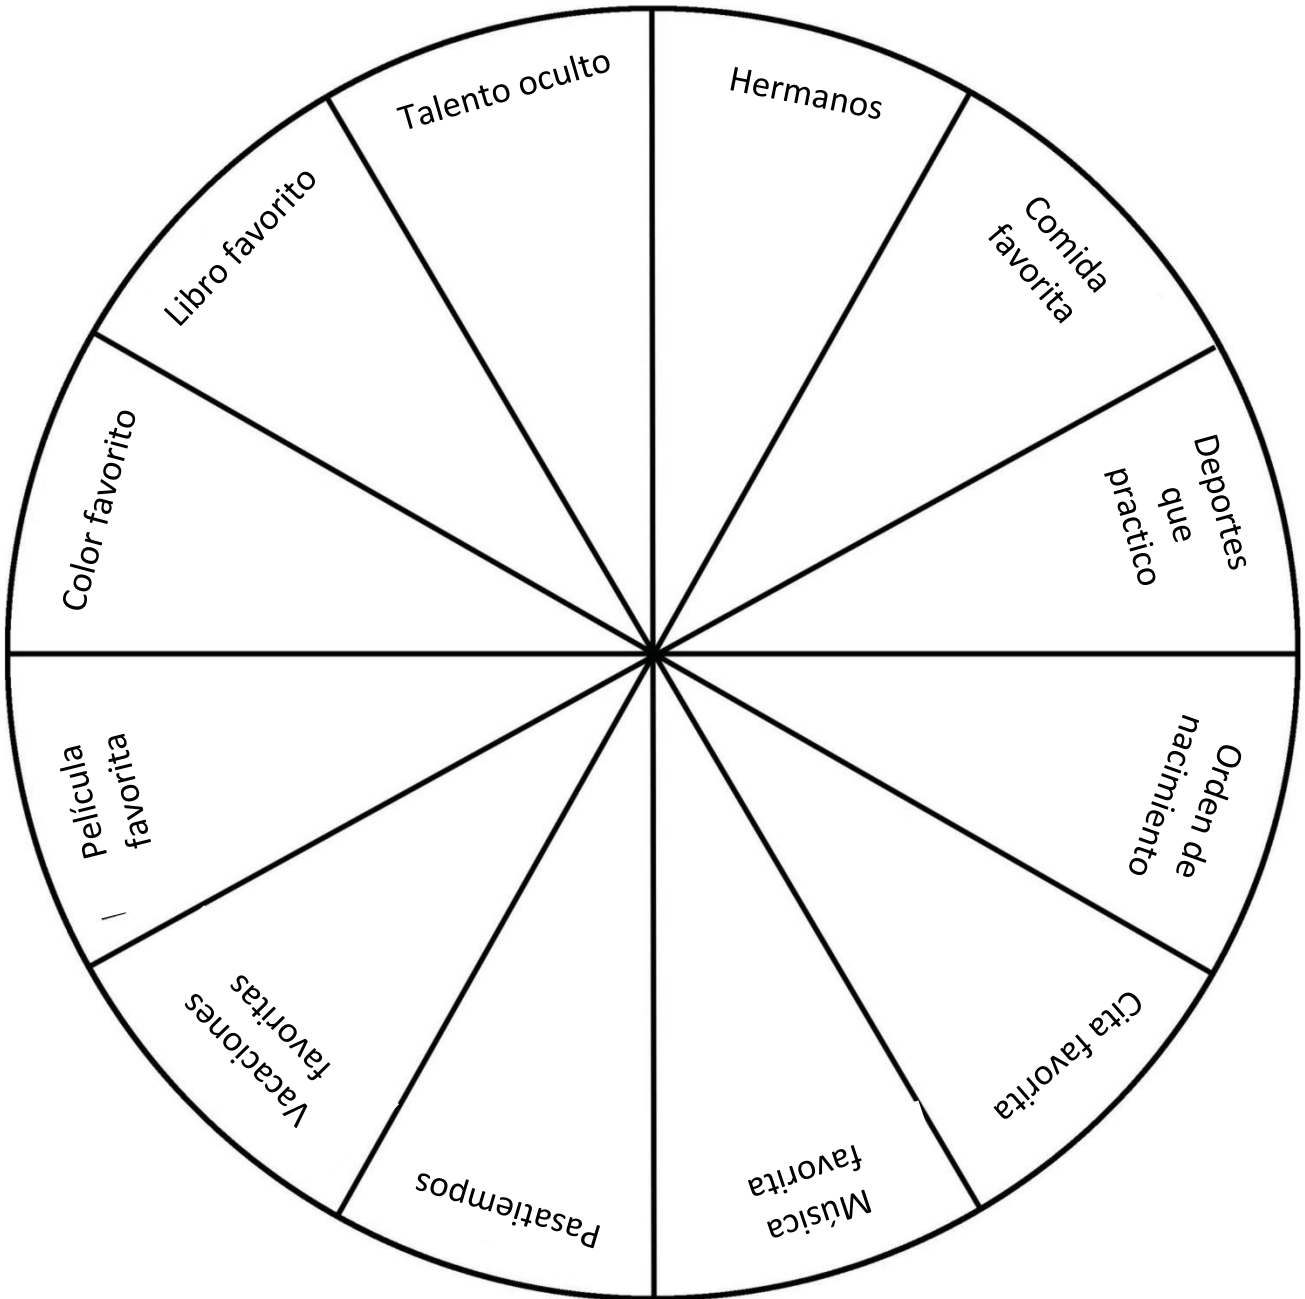 Hermanos
Comida
favorita
Deportes
que
practico
Orden de
nacimiento
Cita favorita
Música
favorita
Pasatiempos
Vacaciones
favoritas
Película
favorita
Color favorito
Libro favorito
Talento oculto